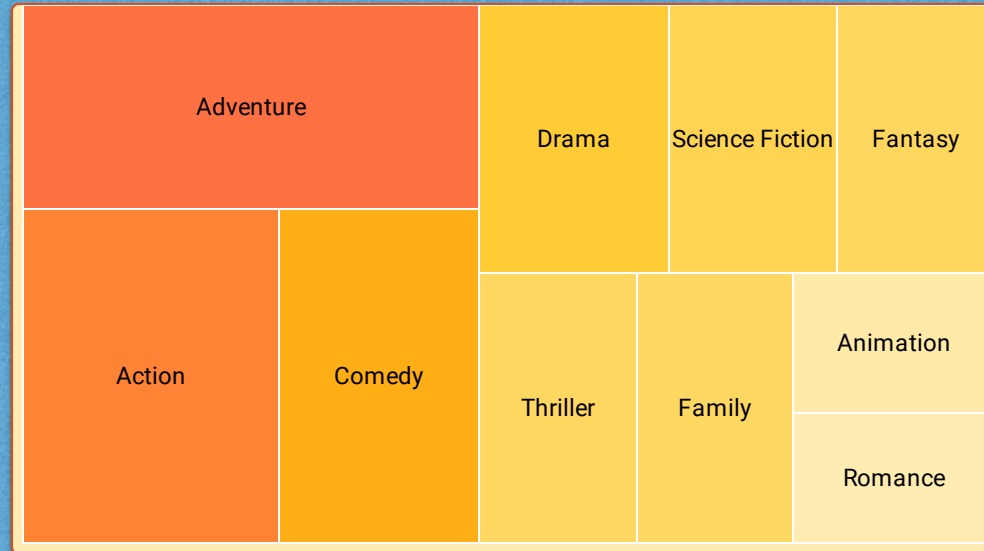 Adventure
Drama
Science Fiction
Fantasy
Action
Comedy
Thriller
Family
Animation
Romance